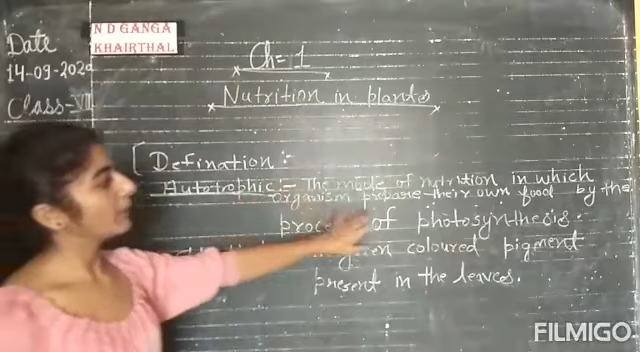 N D GANGA
KHAIRTHAL
Date
14-09-2020
Class-VII
Ch=1
Nutrition in plants
Defination:-
Autotrophic:- The mode of nutrition in which
organism prepare their own food by the
process of photosynthesis.
green coloured pigment
present in the leaves.
FILMIGO